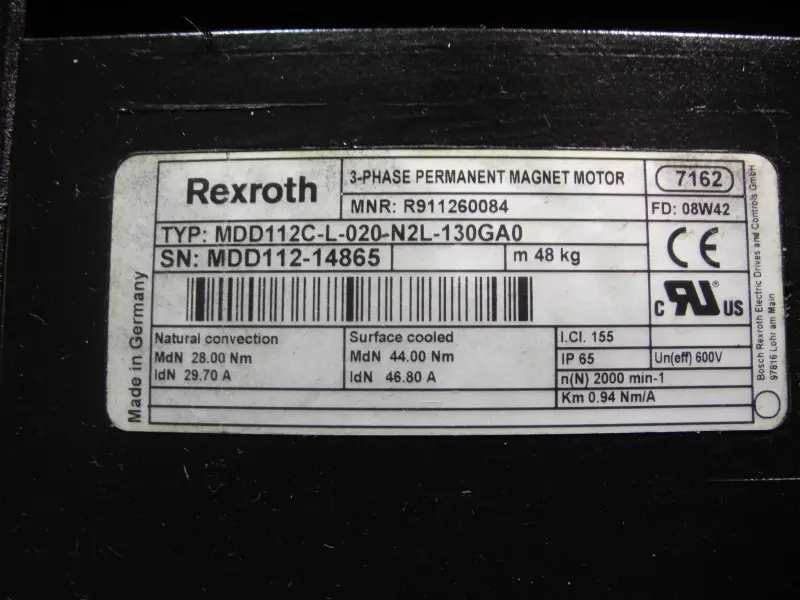 Rexroth
3-PHASE PERMANENT MAGNET MOTOR
7162
MNR: R911260084
FD: 08W42
TYP: MDD112C-L-020-N2L-130GA0
SN: MDD112-14865
m 48 kg
CE
c RU US
Natural convection
MdN 28.00 Nm
IdN 29.70 A
Surface cooled
MdN 44.00 Nm
IdN 46.80 A
I.Cl. 155
IP 65
Un(eff) 600V
n(N) 2000 min-1
Km 0.94 Nm/A
Made in Germany
Bosch Rexroth Electric Drives and Controls GmbH
97816 Lohr am Main